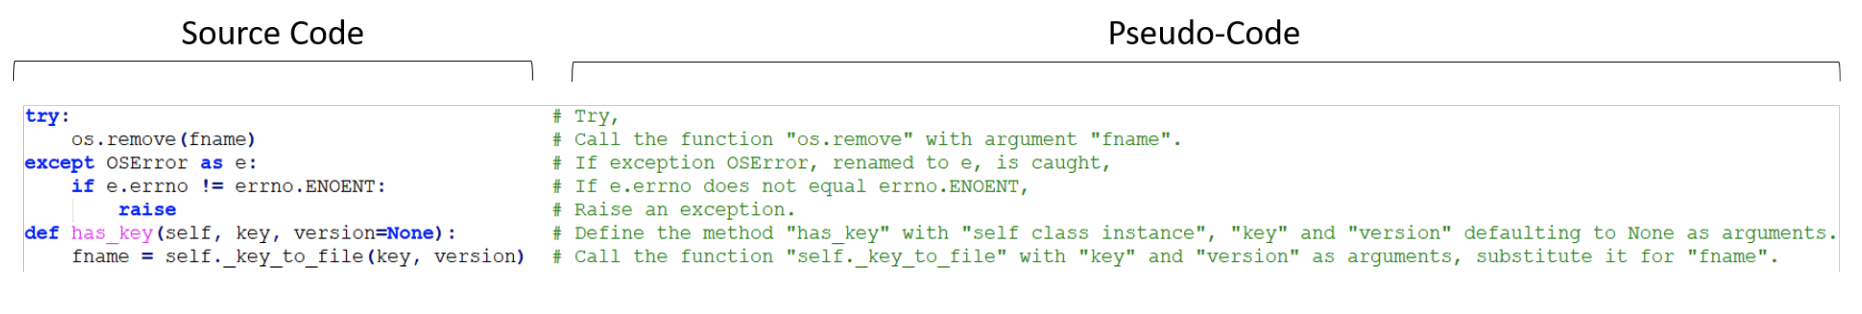 Source Code Pseudo-Code
try: # Try,
    os.remove(fname) # Call the function "os.remove" with argument "fname".
except OSError as e: # If exception OSError, renamed to e, is caught,
    if e.errno != errno.ENOENT: # If e.errno does not equal errno.ENOENT,
        raise # Raise an exception.
def has_key(self, key, version=None): # Define the method "has_key" with "self class instance", "key" and "version" defaulting to None as arguments.
    fname = self._key_to_file(key, version) # Call the function "self._key_to_file" with "key" and "version" as arguments, substitute it for "fname".